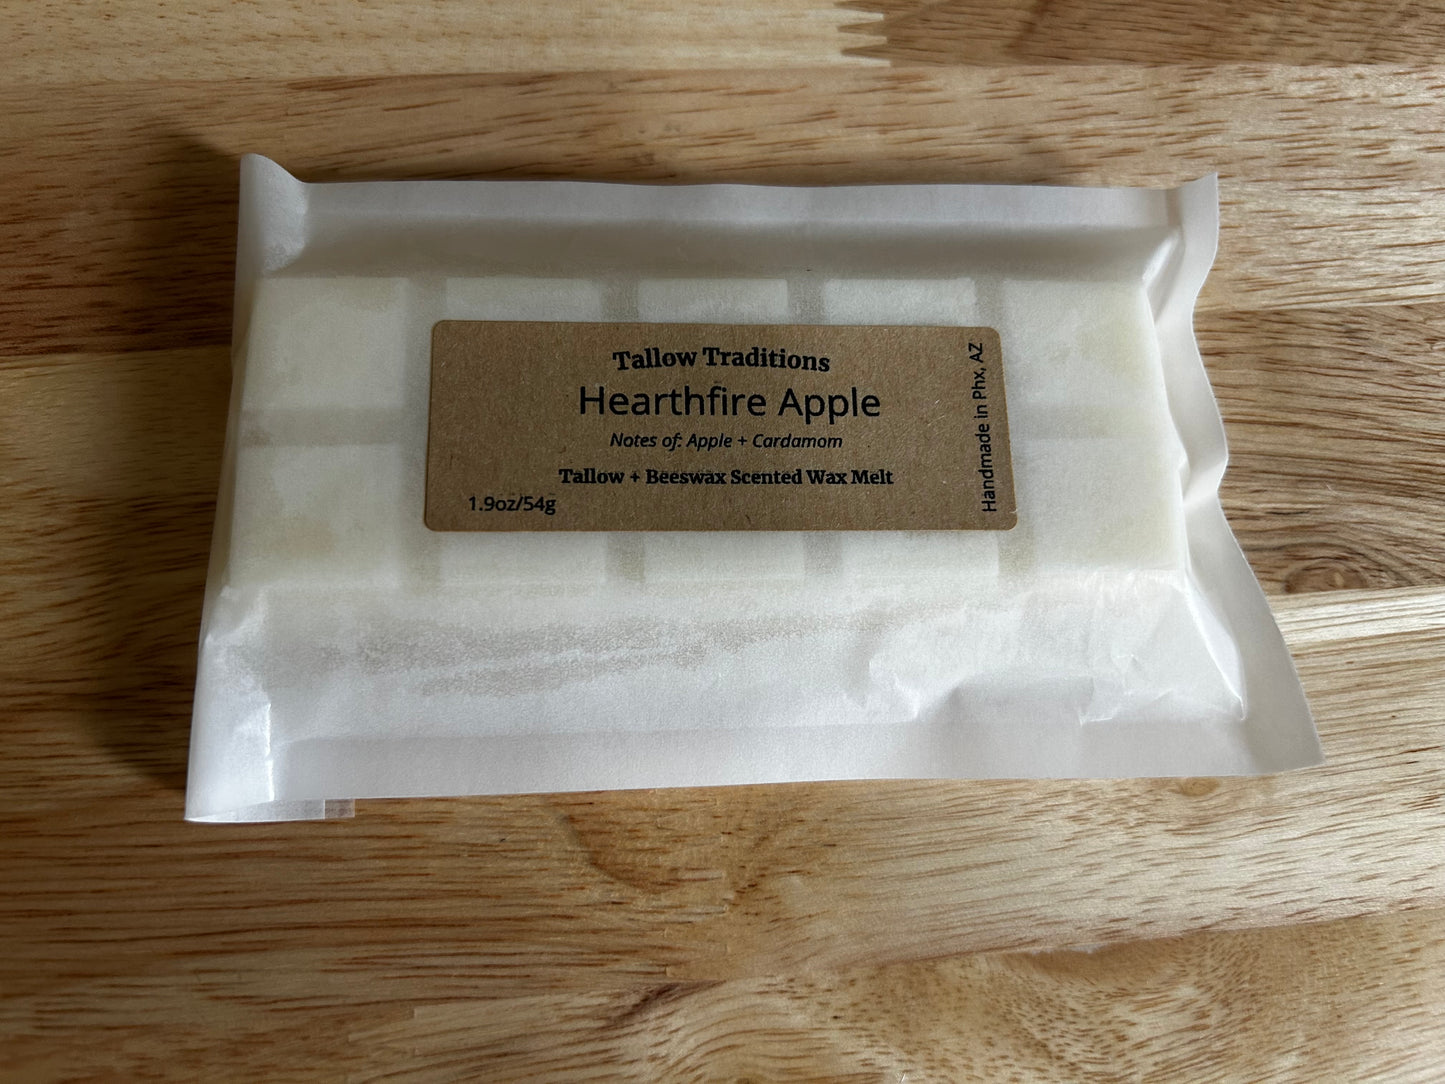 Tallow Traditions
Hearthfire Apple
Notes of: Apple + Cardamom
Tallow + Beeswax Scented Wax Melt
1.9oz/54g
Handmade in Phx, AZ